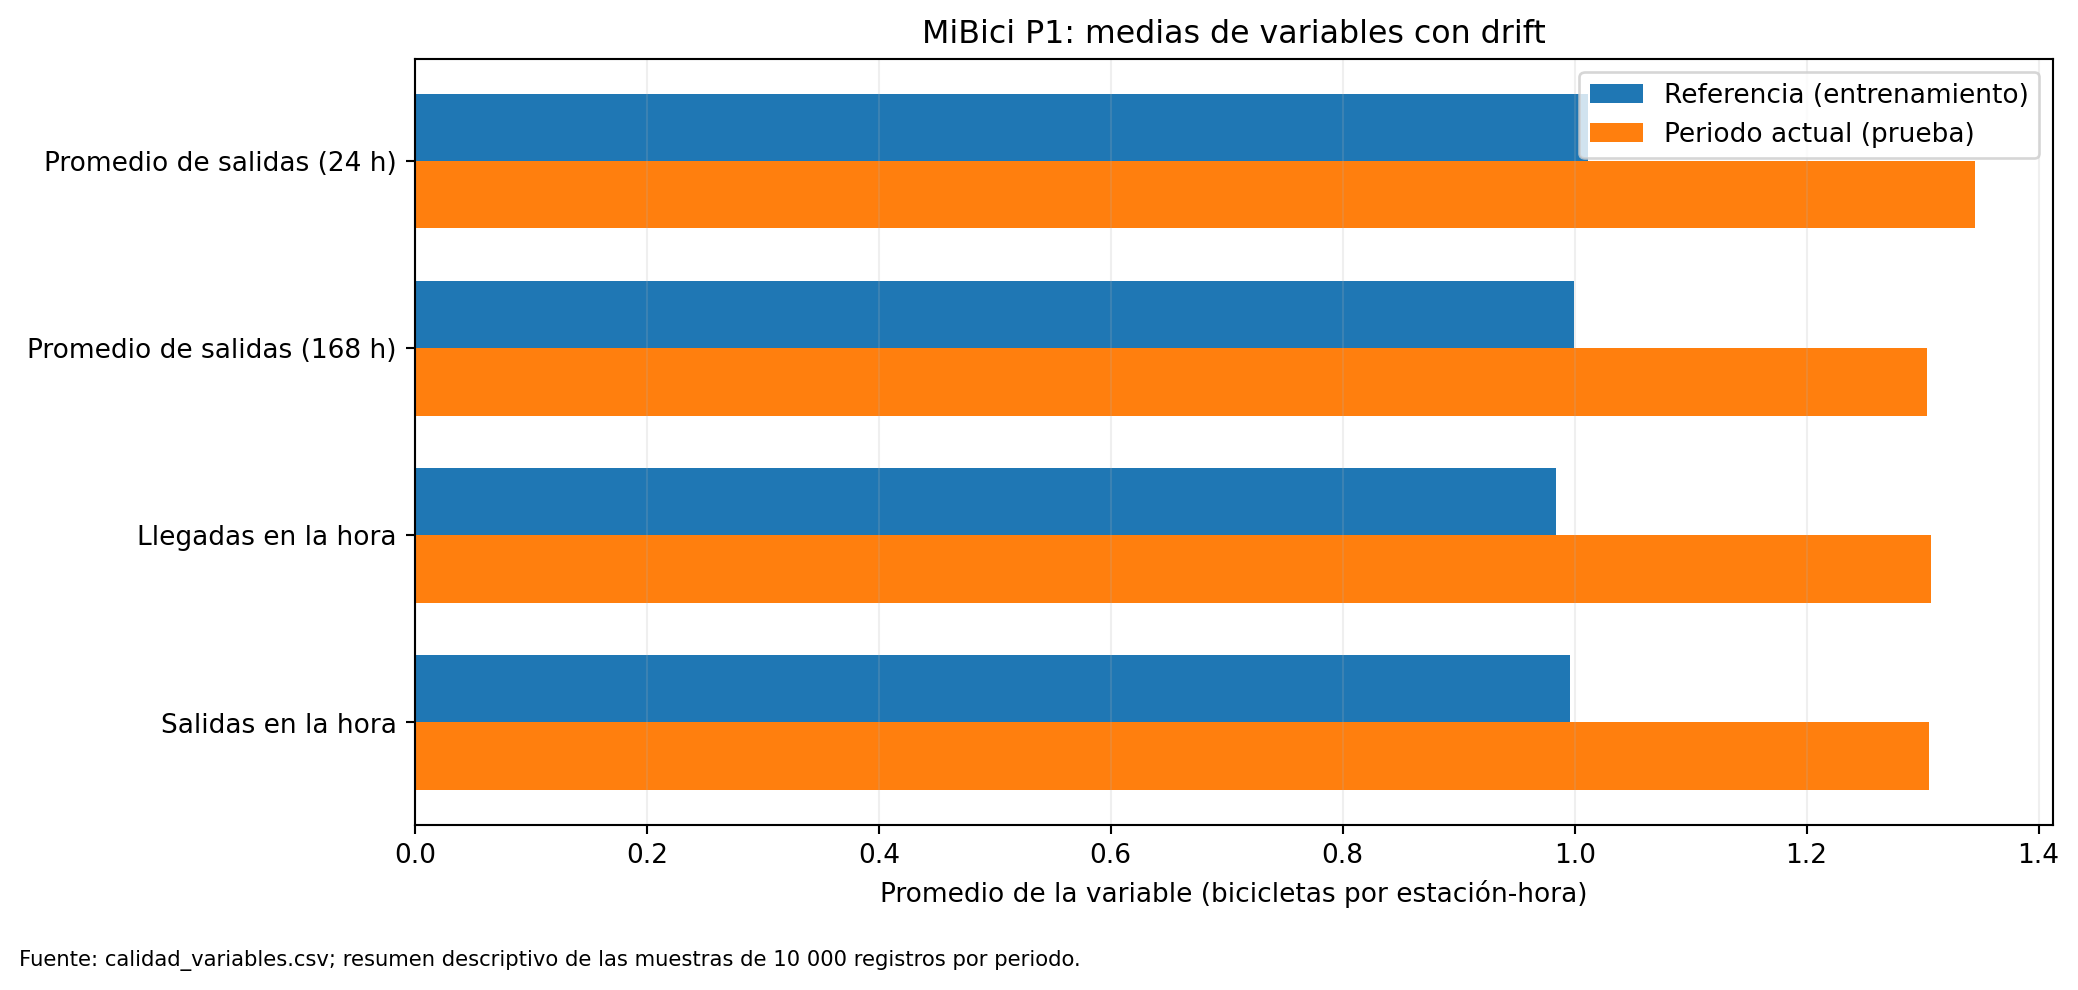 MiBici P1: medias de variables con drift
Referencia (entrenamiento)
Periodo actual (prueba)
Promedio de salidas (24 h)
Promedio de salidas (168 h)
Llegadas en la hora
Salidas en la hora
0.0 0.2 0.4 0.6 0.8 1.0 1.2 1.4
Promedio de la variable (bicicletas por estación-hora)
Fuente: calidad_variables.csv; resumen descriptivo de las muestras de 10 000 registros por periodo.